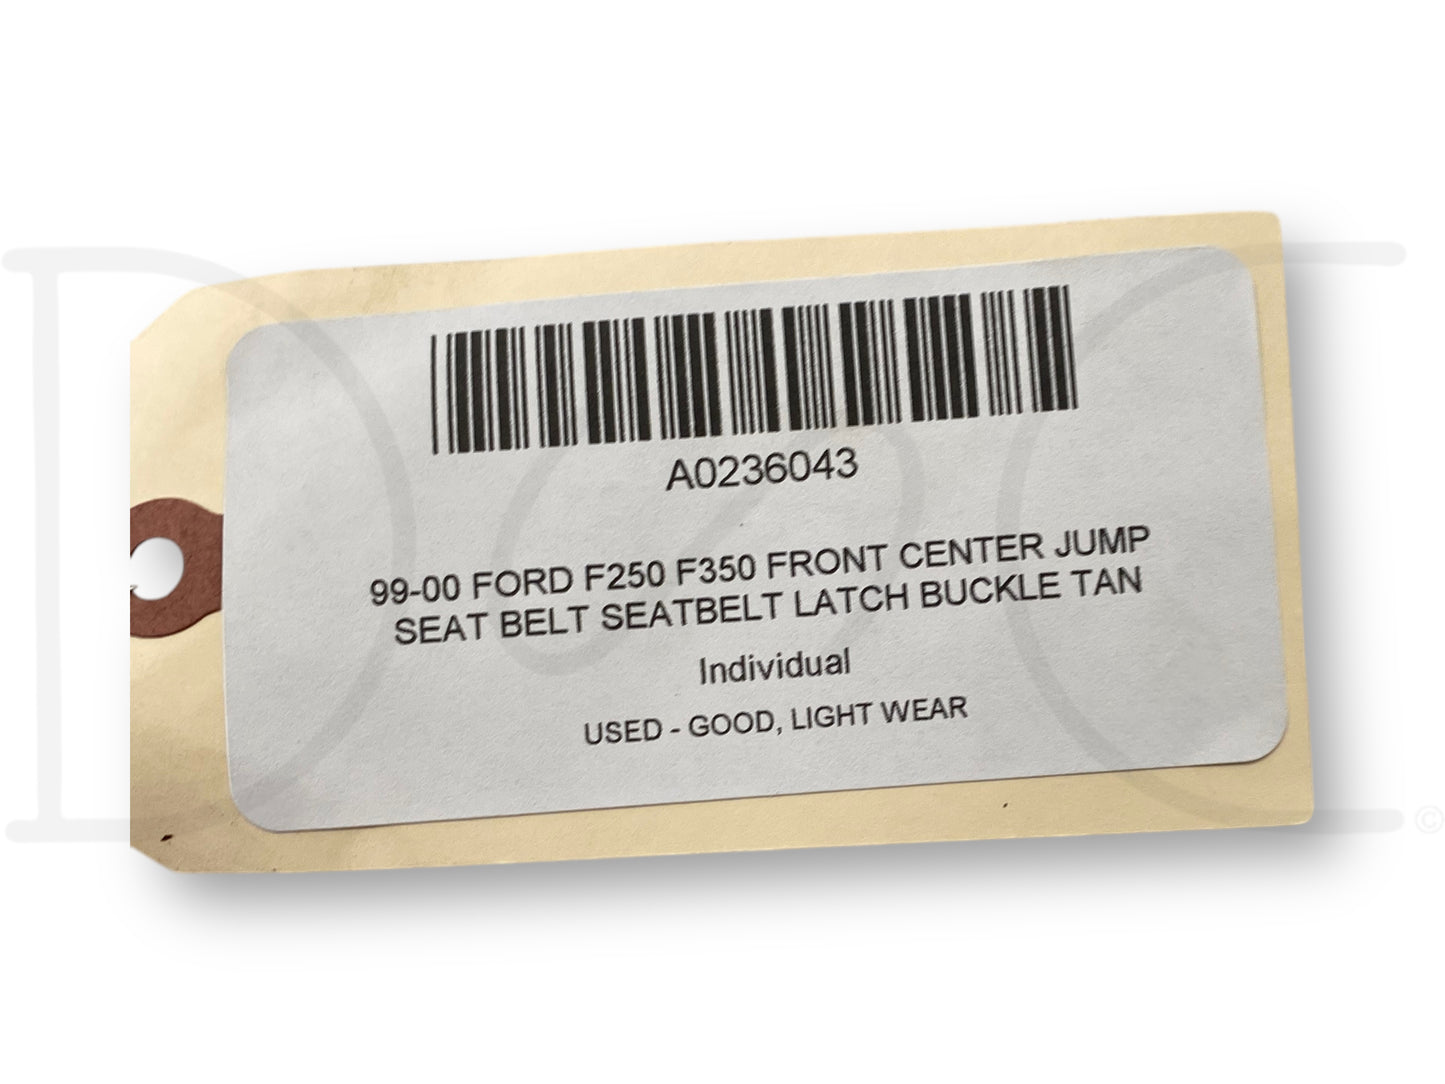 A0236043
99-00 FORD F250 F350 FRONT CENTER JUMP
SEAT BELT SEATBELT LATCH BUCKLE TAN
Individual
USED - GOOD, LIGHT WEAR
©